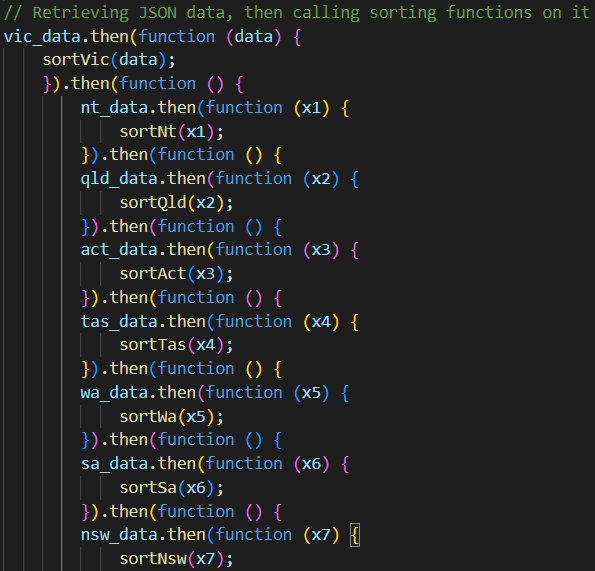 // Retrieving JSON data, then calling sorting functions on it
vic_data.then(function (data) {
    sortVic(data);
    }).then(function () {
        nt_data.then(function (x1) {
            sortNt(x1);
        }).then(function () {
        qld_data.then(function (x2) {
            sortQld(x2);
        }).then(function () {
        act_data.then(function (x3) {
            sortAct(x3);
        }).then(function () {
        tas_data.then(function (x4) {
            sortTas(x4);
        }).then(function () {
        wa_data.then(function (x5) {
            sortWa(x5);
        }).then(function () {
        sa_data.then(function (x6) {
            sortSa(x6);
        }).then(function () {
        nsw_data.then(function (x7) {
            sortNsw(x7);